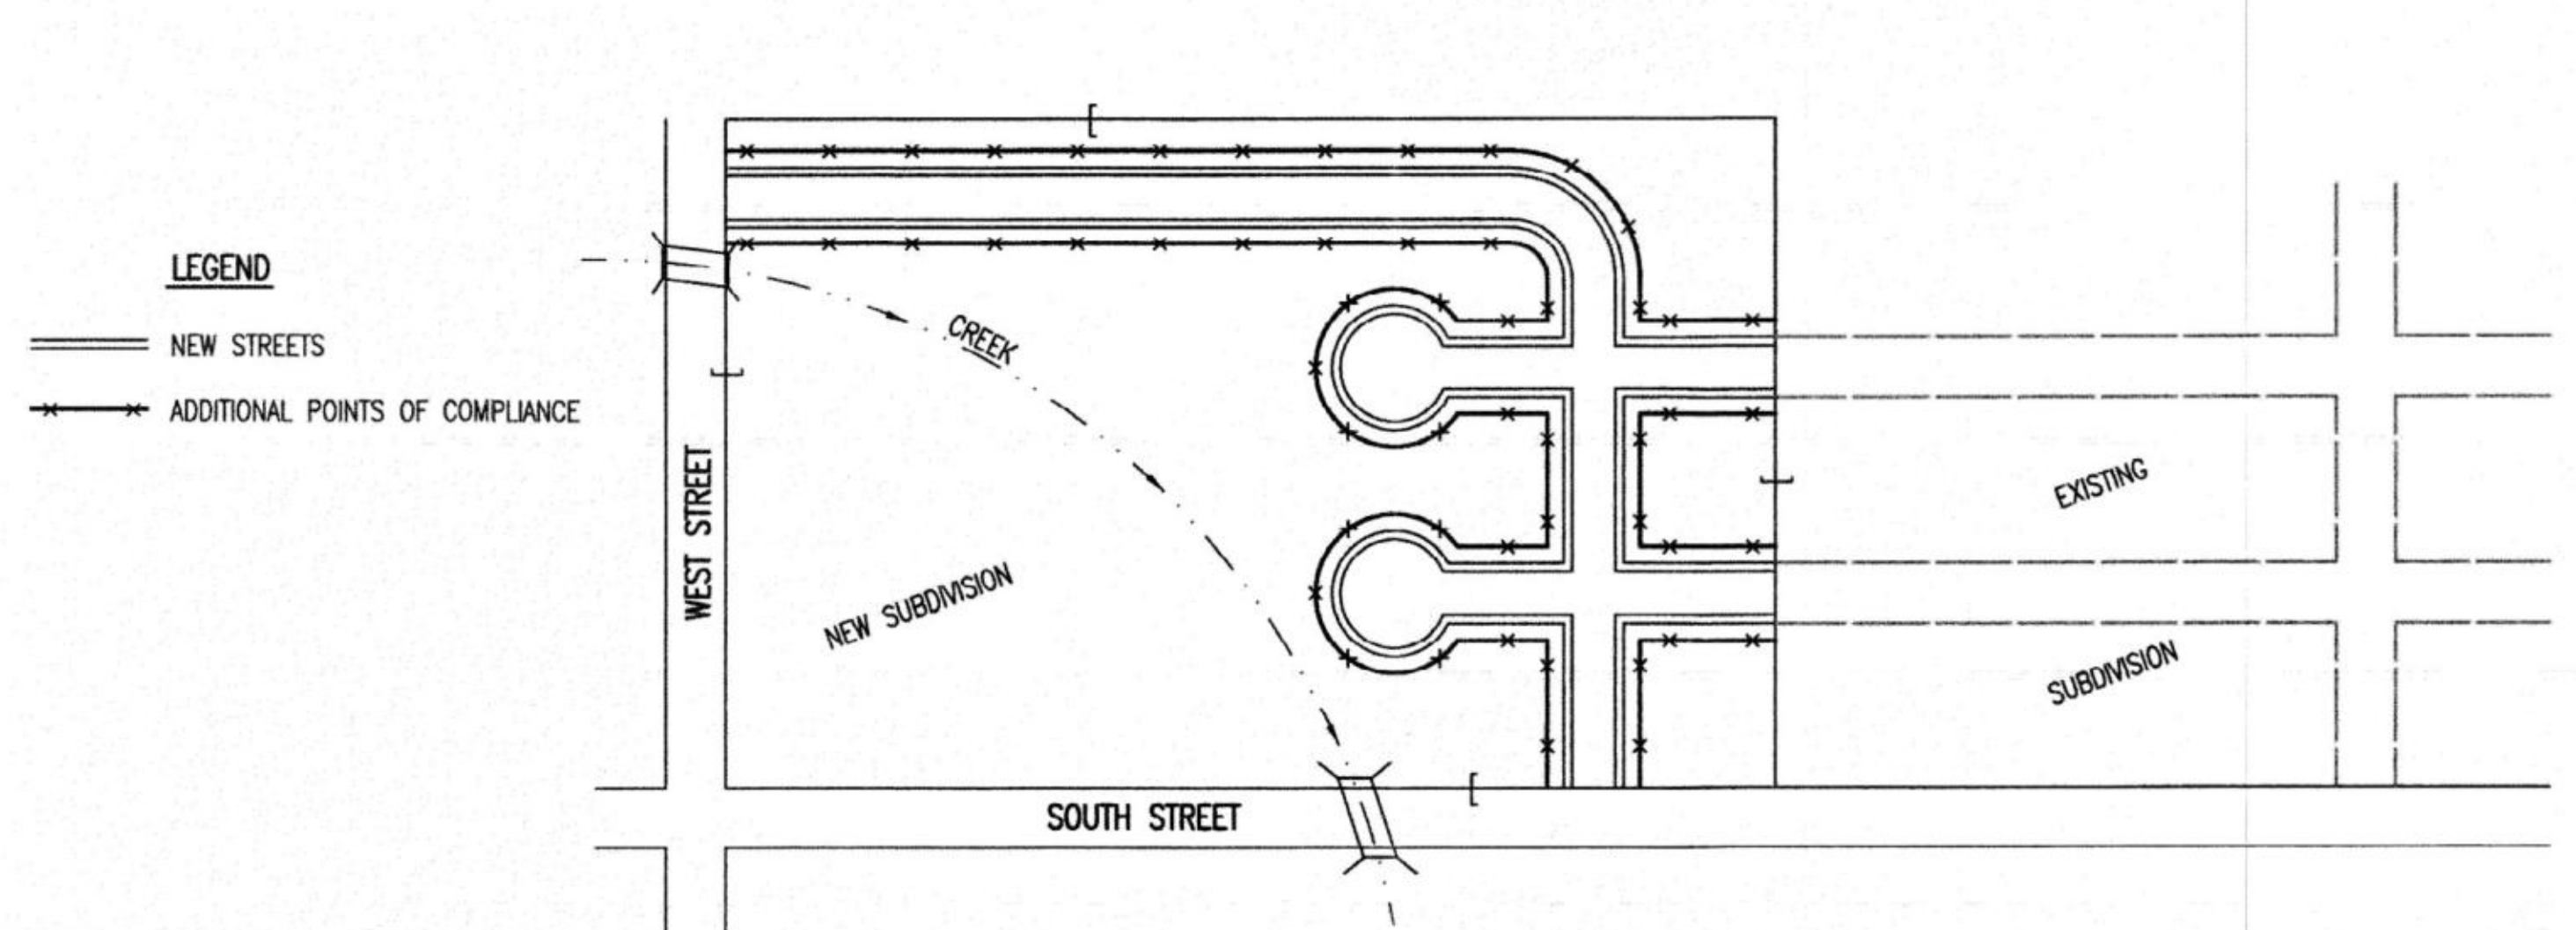 LEGEND
NEW STREETS
ADDITIONAL POINTS OF COMPLIANCE
CREEK
WEST STREET
NEW SUBDIVISION
SOUTH STREET
EXISTING
SUBDIVISION